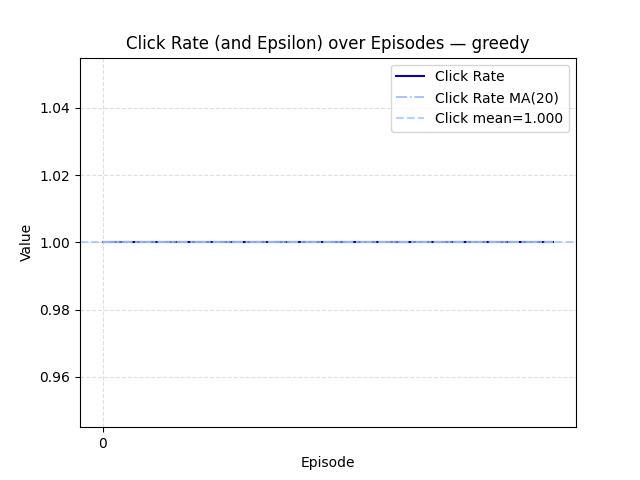 Click Rate (and Epsilon) over Episodes — greedy
Click Rate
Click Rate MA(20)
Click mean=1.000
1.04
1.02
1.00
0.98
0.96
Value
0
Episode